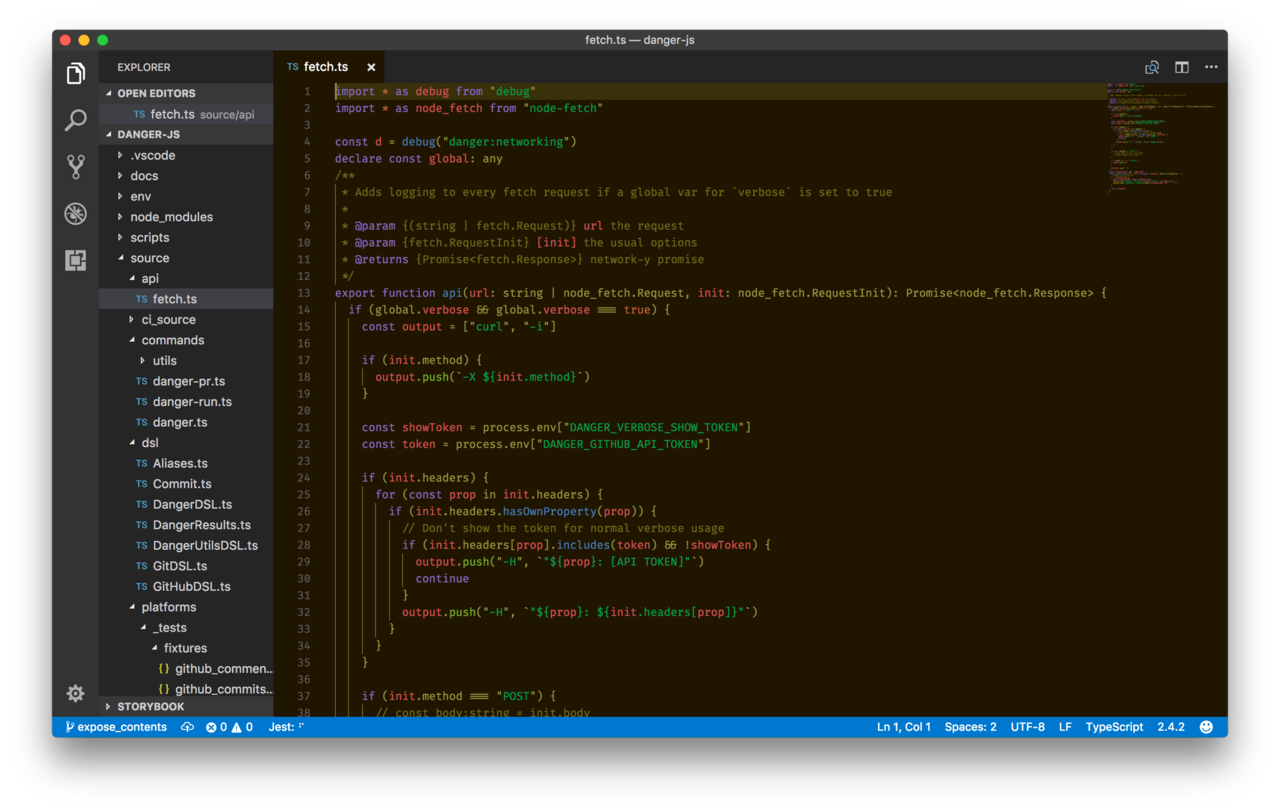 fetch.ts — danger-js
EXPLORER
OPEN EDITORS
TS fetch.ts source/api
DANGER-JS
.vscode
docs
env
node_modules
scripts
source
api
TS fetch.ts
ci_source
commands
utils
TS danger-pr.ts
TS danger-run.ts
TS danger.ts
dsl
TS Aliases.ts
TS Commit.ts
TS DangerDSL.ts
TS DangerResults.ts
TS DangerUtilsDSL.ts
TS GitDSL.ts
TS GitHubDSL.ts
platforms
_tests
fixtures
{} github_commen...
{} github_commits...
STORYBOOK
TS fetch.ts ×
1 import * as debug from "debug"
2 import * as node_fetch from "node-fetch"
3
4 const d = debug("danger:networking")
5 declare const global: any
6 /**
7 * Adds logging to every fetch request if a global var for `verbose` is set to true
8 *
9 * @param {(string | fetch.Request)} url the request
10 * @param {fetch.RequestInit} [init] the usual options
11 * @returns {Promise<fetch.Response>} network-y promise
12 */
13 export function api(url: string | node_fetch.Request, init: node_fetch.RequestInit): Promise<node_fetch.Response> {
14 if (global.verbose && global.verbose === true) {
15 const output = ["curl", "-i"]
16
17 if (init.method) {
18 output.push(`-X ${init.method}`)
19 }
20
21 const showToken = process.env["DANGER_VERBOSE_SHOW_TOKEN"]
22 const token = process.env["DANGER_GITHUB_API_TOKEN"]
23
24 if (init.headers) {
25 for (const prop in init.headers) {
26 if (init.headers.hasOwnProperty(prop)) {
27 // Don't show the token for normal verbose usage
28 if (init.headers[prop].includes(token) && !showToken) {
29 output.push("-H", `"${prop}: [API TOKEN]"`)
30 continue
31 }
32 output.push("-H", `"${prop}: ${init.headers[prop]}"`)
33 }
34 }
35 }
36
37 if (init.method === "POST") {
38 // const body:string = init.body
expose_contents 0 0 Jest: Ln 1, Col 1 Spaces: 2 UTF-8 LF TypeScript 2.4.2